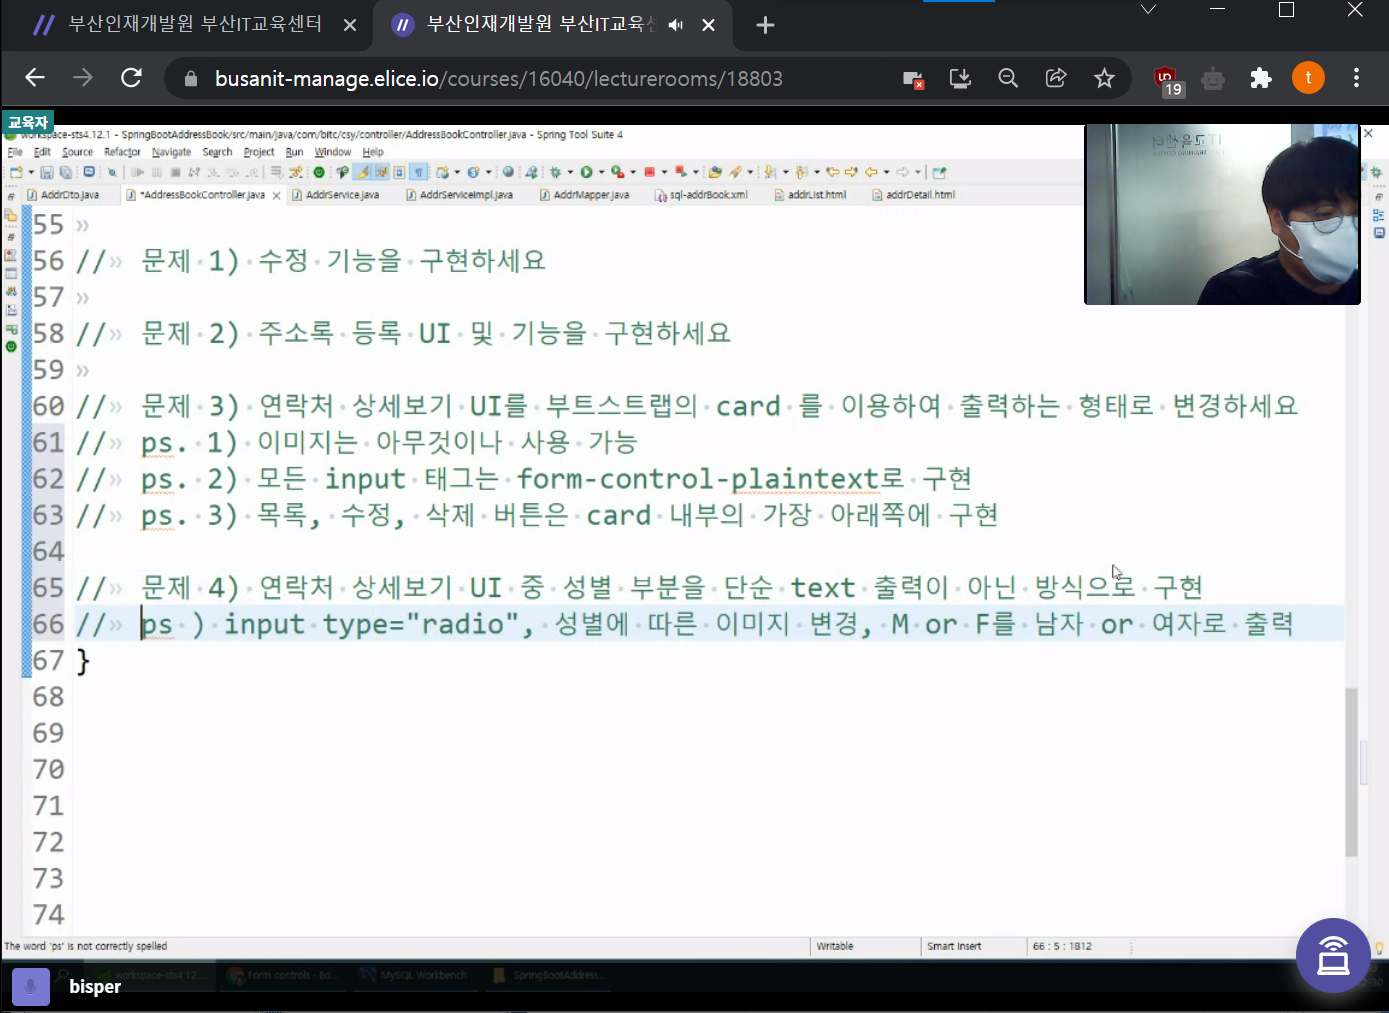 부산인재개발원 부산IT교육센터
부산인재개발원 부산IT교육센
busanit-manage.elice.io/courses/16040/lecturerooms/18803
19
t
교육자
workspace-sts4.12.1 - SpringBootAddressBook/src/main/java/com/bitc/csy/controller/AddressBookController.java - Spring Tool Suite 4
File Edit Source Refactor Navigate Search Project Run Window Help
AddrDto.java *AddressBookController.java AddrService.java AddrServiceImpl.java AddrMapper.java sql-addrBook.xml addrList.html addrDetail.html
55 »
56 //» 문제·1)·수정·기능을·구현하세요
57 »
58 //» 문제·2)·주소록·등록·UI·및·기능을·구현하세요
59 »
60 //» 문제·3)·연락처·상세보기·UI를·부트스트랩의·card·를·이용하여·출력하는·형태로·변경하세요
61 //» ps.·1)·이미지는·아무것이나·사용·가능
62 //» ps.·2)·모든·input·태그는·form-control-plaintext로·구현
63 //» ps.·3)·목록,·수정,·삭제·버튼은·card·내부의·가장·아래쪽에·구현
64
65 //» 문제·4)·연락처·상세보기·UI·중·성별·부분을·단순·text·출력이·아닌·방식으로·구현
66 //» ps·)·input·type="radio",·성별에·따른·이미지·변경,·M·or·F를·남자·or·여자로·출력
67 }
68
69
70
71
72
73
74
The word 'ps' is not correctly spelled Writable Smart Insert 66 : 5 : 1812
workspace-sts4.12... Form controls · Bo... MySQL Workbench SpringBootAddress...
bisper